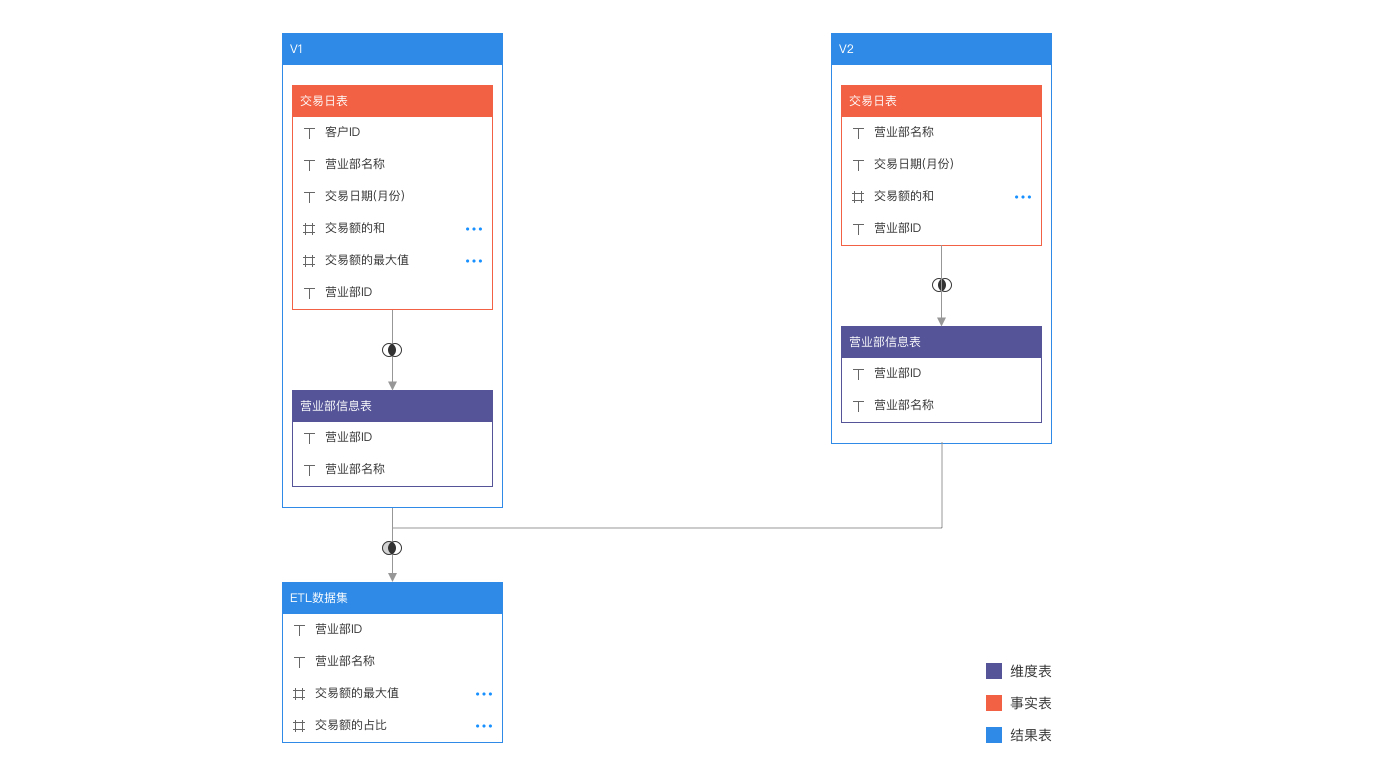 V1
交易日表
客户ID
营业部名称
交易日期(月份)
交易额的和
交易额的最大值
营业部ID
营业部信息表
营业部ID
营业部名称
V2
交易日表
营业部名称
交易日期(月份)
交易额的和
营业部ID
营业部信息表
营业部ID
营业部名称
ETL数据集
营业部ID
营业部名称
交易额的最大值
交易额的占比
维度表
事实表
结果表